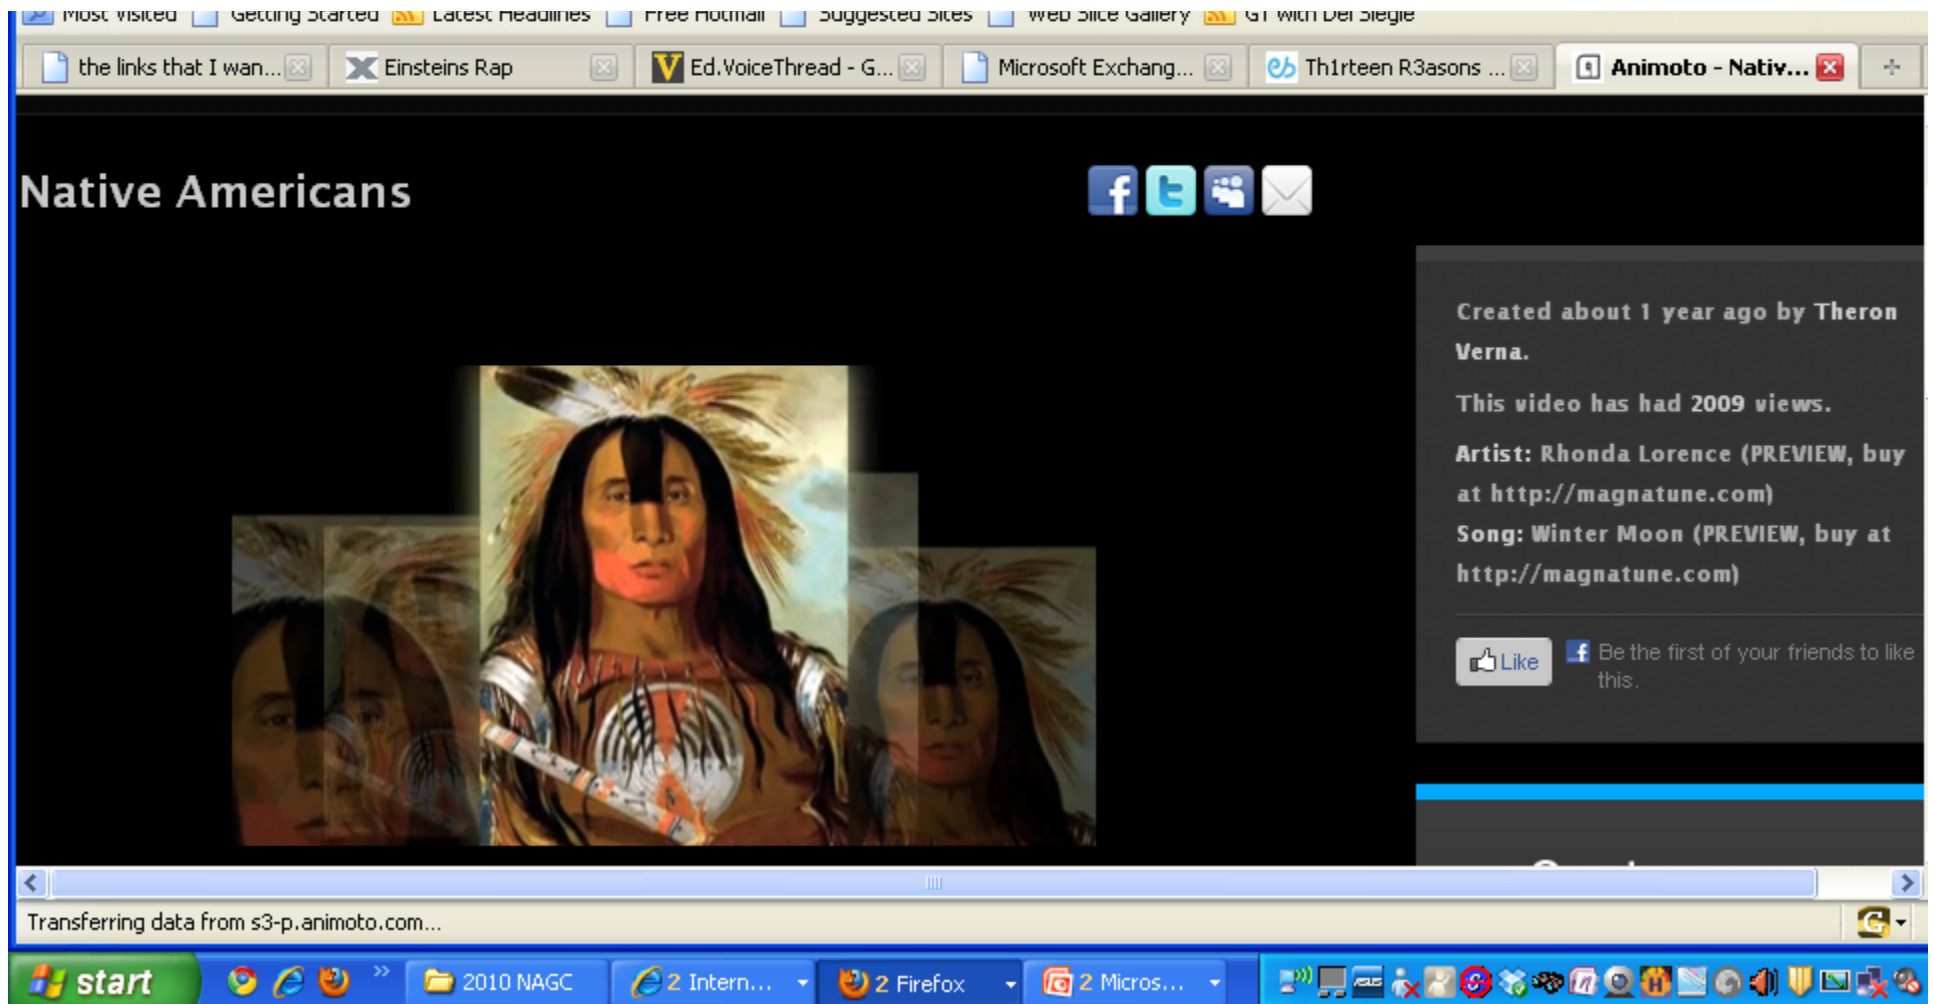 Most Visited Getting Started Latest Headlines Free Hotmail Suggested Sites Web Slice Gallery GT with Del Siegle
the links that I wan... Einsteins Rap Ed.VoiceThread - G... Microsoft Exchang... Th1rteen R3asons ... Animoto - Nativ...
Native Americans
Created about 1 year ago by Theron
Verna.
This video has had 2009 views.
Artist: Rhonda Lorence (PREVIEW, buy
at http://magnatune.com)
Song: Winter Moon (PREVIEW, buy at
http://magnatune.com)
Like
Be the first of your friends to like
this.
Transferring data from s3-p.animoto.com...
start 2010 NAGC 2 Intern... 2 Firefox 2 Micros...